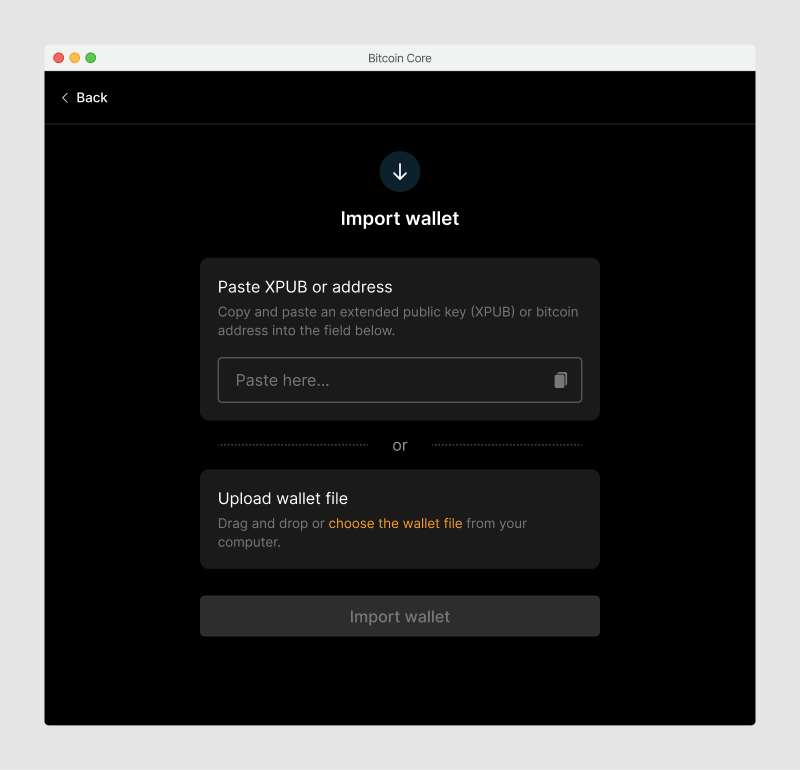 Bitcoin Core
Back
Import wallet
Paste XPUB or address
Copy and paste an extended public key (XPUB) or bitcoin
address into the field below.
Paste here...
or
Upload wallet file
Drag and drop or choose the wallet file from your
computer.
Import wallet